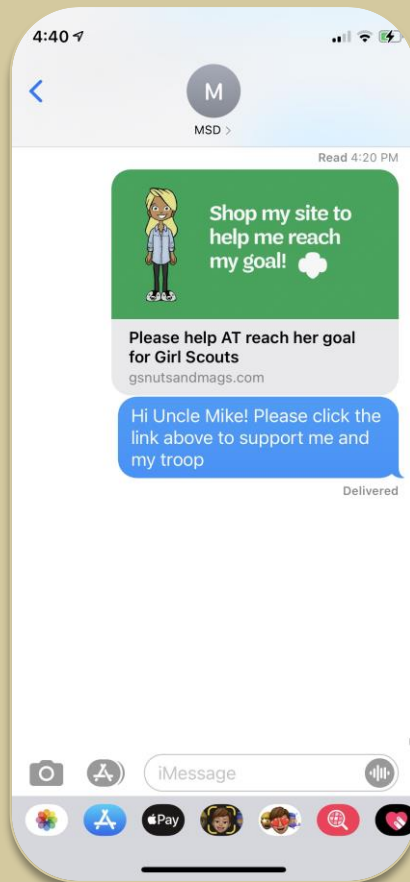 4:40
M
MSD >
Read 4:20 PM
Shop my site to
help me reach
my goal!
Please help AT reach her goal
for Girl Scouts
gsnutsandmags.com
Hi Uncle Mike! Please click the
link above to support me and
my troop
Delivered
iMessage
Pay